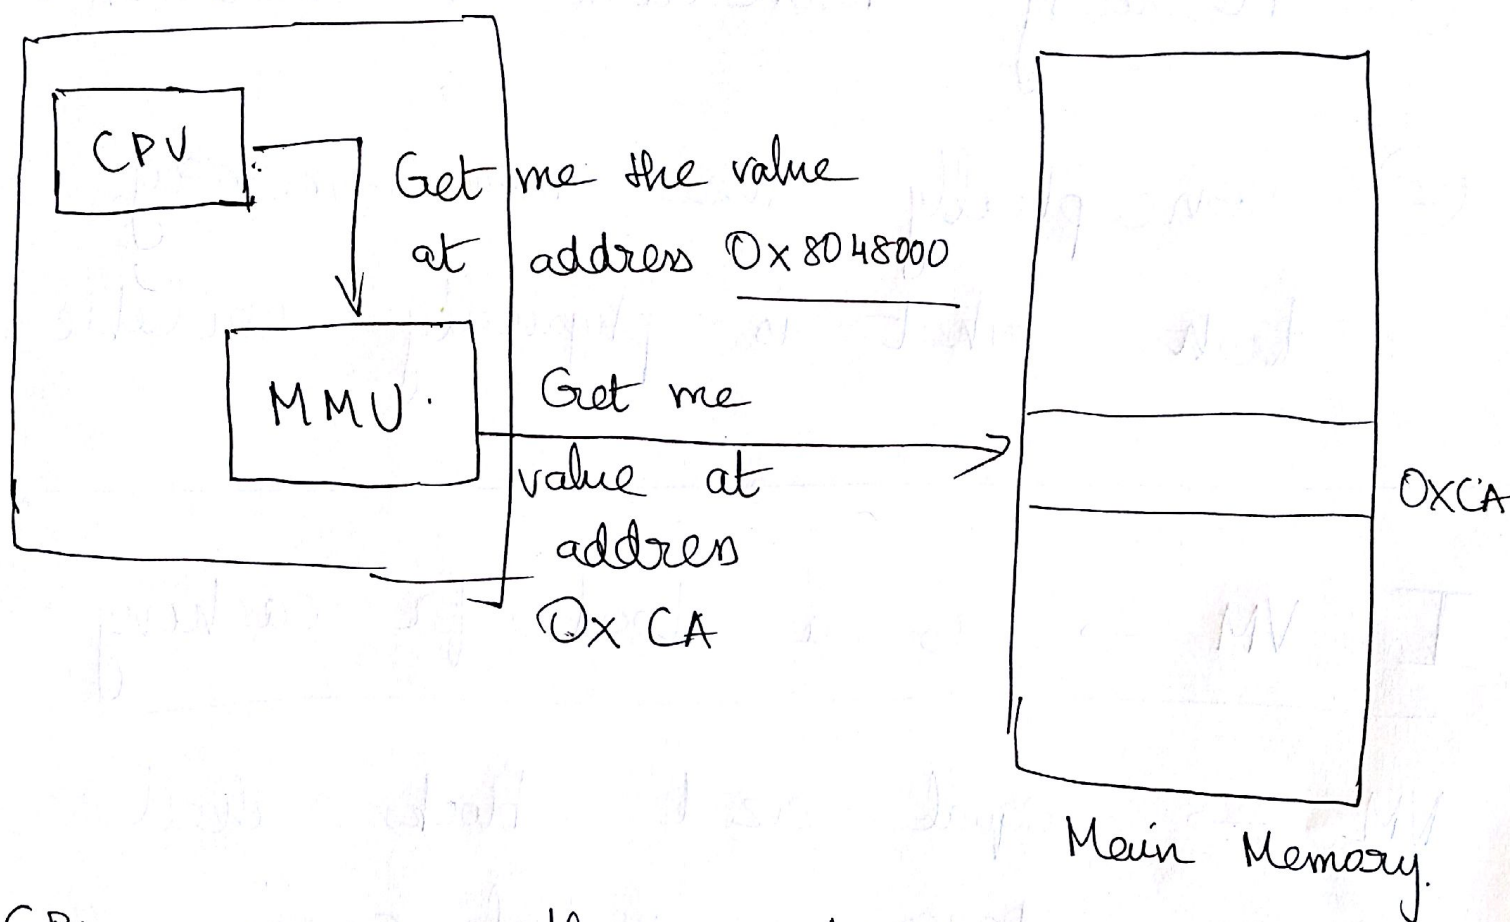 CPU
Get me the value
at address 0x8048000
MMU.
Get me
value at
address
0x CA
0XCA
Main Memory.